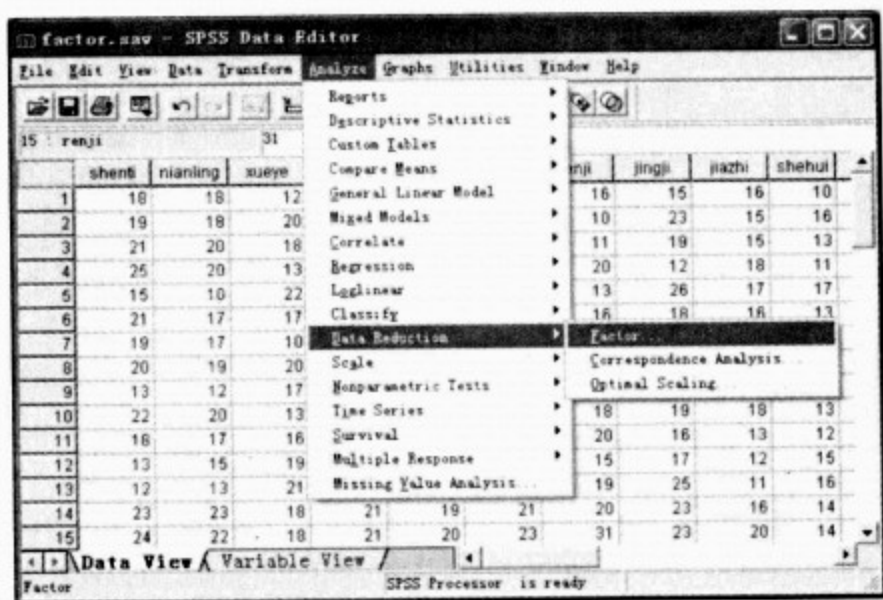 factor.sav - SPSS Data Editor
File Edit View Data Transform Analyze Graphs Utilities Window Help
15 : renji 31
shenti nianling xueye enji jingji jiazhi shehui
1 18 18 12 16 15 16 10
2 19 18 20 10 23 15 16
3 21 20 18 11 19 15 13
4 25 20 13 20 12 18 11
5 15 10 22 13 26 17 17
6 21 17 17 16 18 16 13
7 19 17 10
8 20 19 20
9 13 12 17
10 22 20 13 18 19 18 13
11 18 17 16 20 16 13 12
12 13 15 19 15 17 12 15
13 12 13 21 19 25 11 16
14 23 23 18 21 19 21 20 23 16 14
15 24 22 18 21 20 23 31 23 20 14
Reports
Descriptive Statistics
Custom Tables
Compare Means
General Linear Model
Mixed Models
Correlate
Regression
Loglinear
Classify
Data Reduction
Scale
Nonparametric Tests
Time Series
Survival
Multiple Response
Missing Value Analysis...
Factor...
Correspondence Analysis...
Optimal Scaling...
Data View Variable View
Factor SPSS Processor is ready